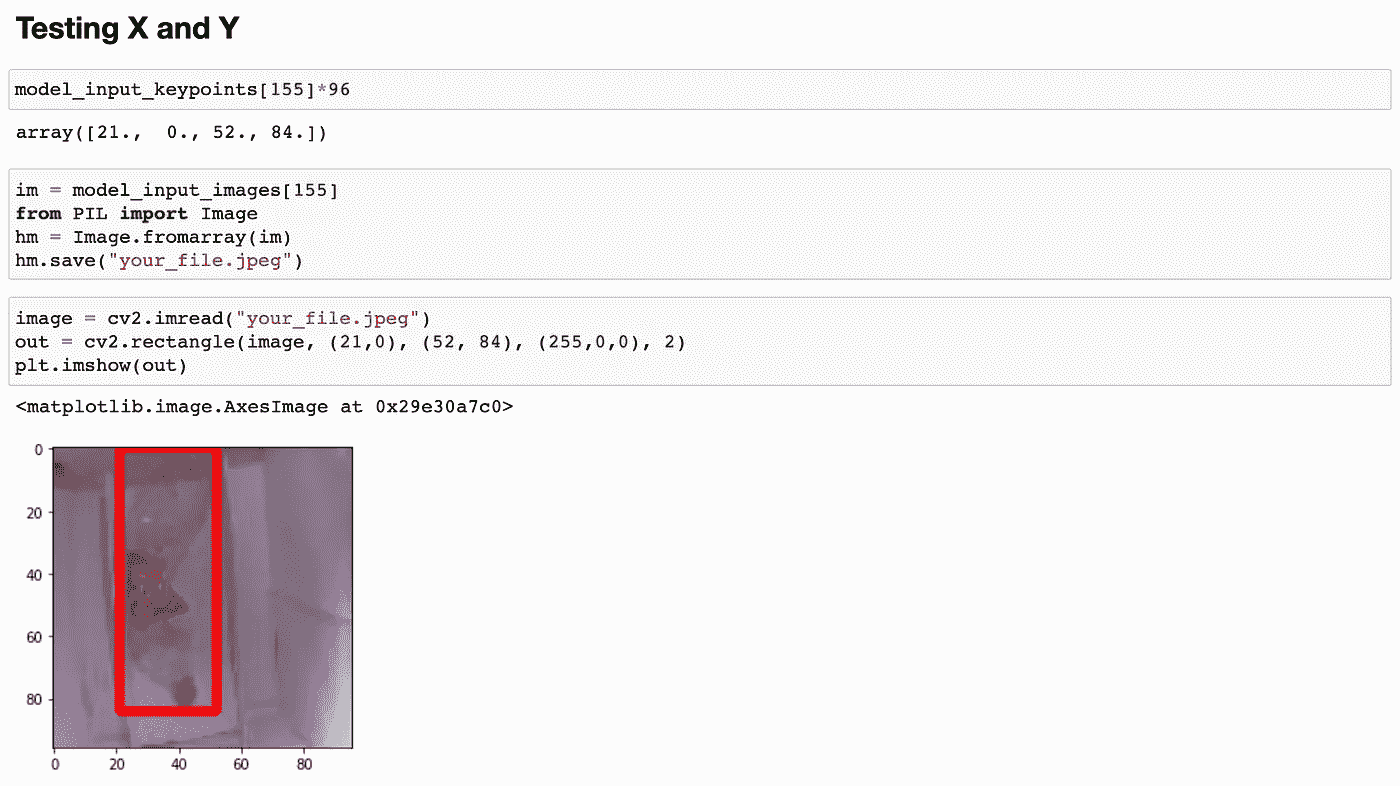 Testing X and Y
model_input_keypoints[155]*96
array([21.,  0., 52., 84.])
im = model_input_images[155]
from PIL import Image
hm = Image.fromarray(im)
hm.save("your_file.jpeg")
image = cv2.imread("your_file.jpeg")
out = cv2.rectangle(image, (21,0), (52, 84), (255,0,0), 2)
plt.imshow(out)
<matplotlib.image.AxesImage at 0x29e30a7c0>
0
20
40
60
80
0 20 40 60 80